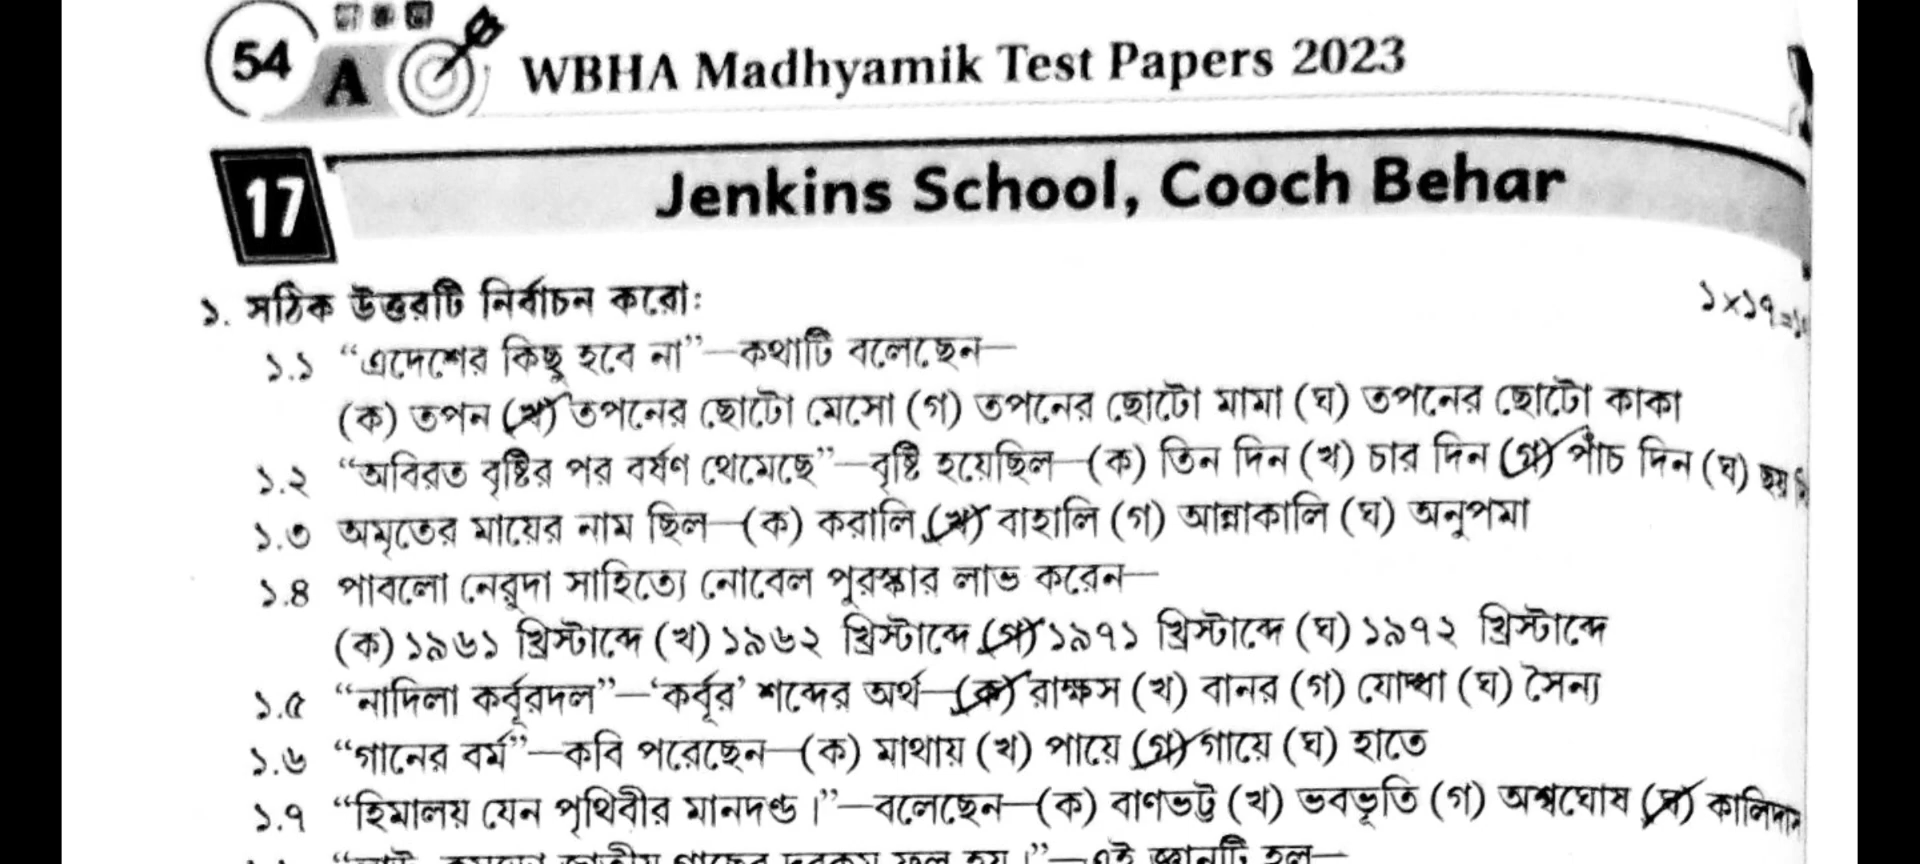 54
A
WBHA Madhyamik Test Papers 2023
17
Jenkins School, Cooch Behar
১. সঠিক উত্তরটি নির্বাচন করো: ১×১৭=
১.১ “এদেশের কিছু হবে না”—কথাটি বলেছেন—
(ক) তপন (খ) তপনের ছোটো মেসো (গ) তপনের ছোটো মামা (ঘ) তপনের ছোটো কাকা
১.২ “অবিরত বৃষ্টির পর বর্ষণ থেমেছে”—বৃষ্টি হয়েছিল—(ক) তিন দিন (খ) চার দিন (গ) পাঁচ দিন (ঘ) ছয়
১.৩ অমৃতের মায়ের নাম ছিল—(ক) করালি (খ) বাহালি (গ) আন্নাকালি (ঘ) অনুপমা
১.৪ পাবলো নেরুদা সাহিত্যে নোবেল পুরস্কার লাভ করেন—
(ক) ১৯৬১ খ্রিস্টাব্দে (খ) ১৯৬২ খ্রিস্টাব্দে (গ) ১৯৭১ খ্রিস্টাব্দে (ঘ) ১৯৭২ খ্রিস্টাব্দে
১.৫ “নাদিলা কর্বূরদল”—‘কর্বূর’ শব্দের অর্থ—(ক) রাক্ষস (খ) বানর (গ) যোদ্ধা (ঘ) সৈন্য
১.৬ “গানের বর্ম”—কবি পরেছেন—(ক) মাথায় (খ) পায়ে (গ) গায়ে (ঘ) হাতে
১.৭ “হিমালয় যেন পৃথিবীর মানদণ্ড।”—বলেছেন—(ক) বাণভট্ট (খ) ভবভূতি (গ) অশ্বঘোষ (ঘ) কালিদাস